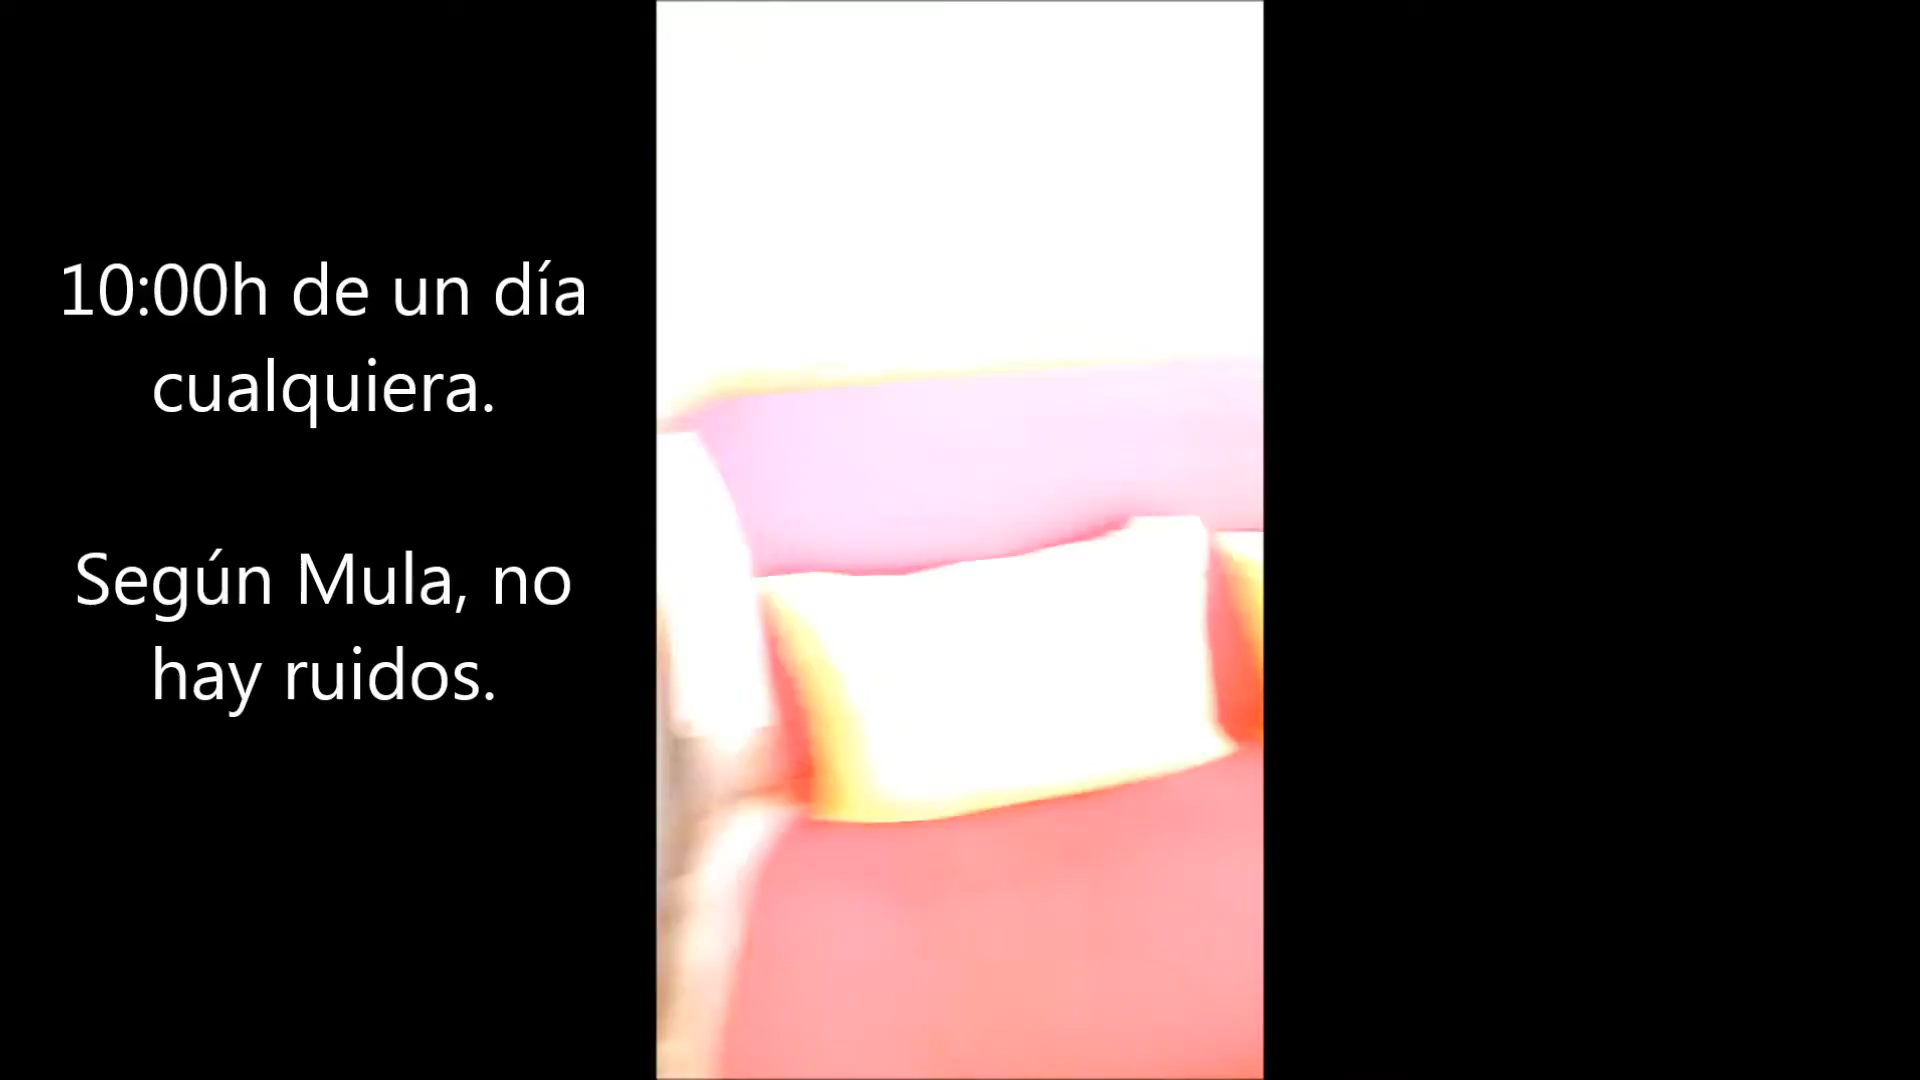 10:00h de un día
cualquiera.
Según Mula, no
hay ruidos.